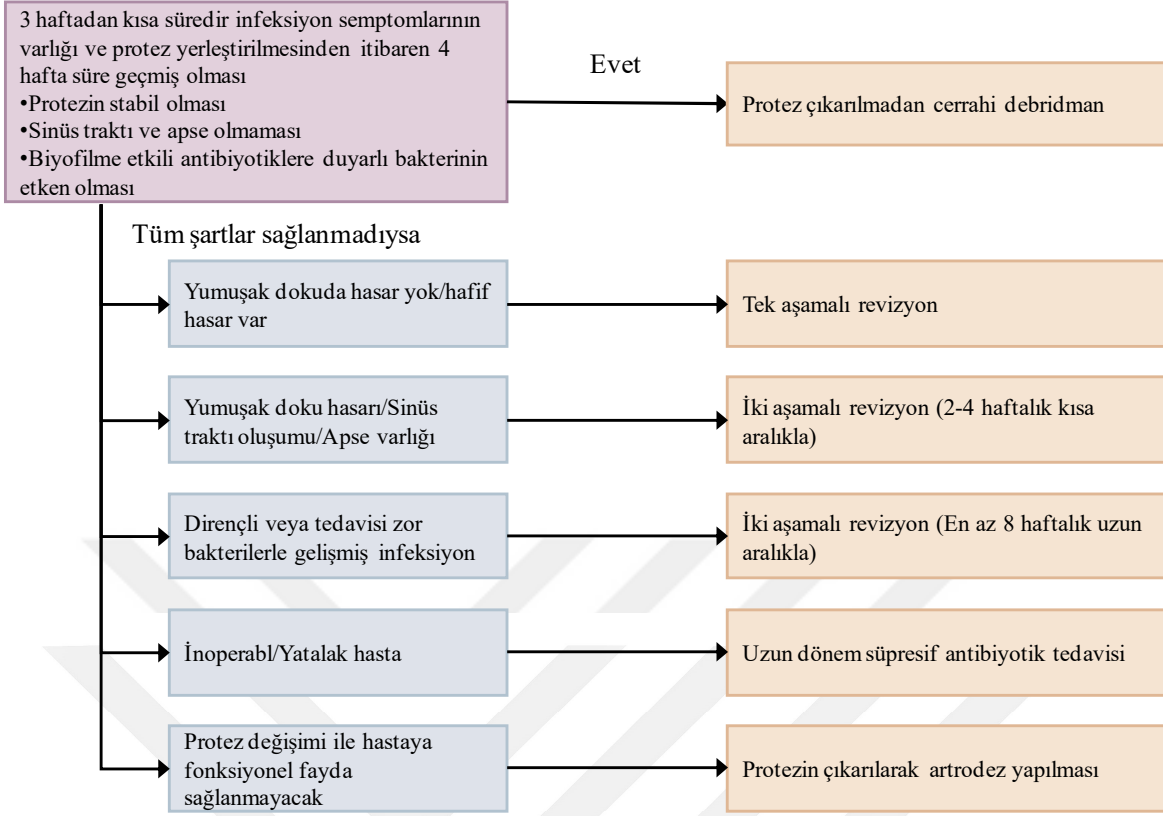 3 haftadan kısa süredir infeksiyon semptomlarının
varlığı ve protez yerleştirilmesinden itibaren 4
hafta süre geçmiş olması
•Protezin stabil olması
•Sinüs traktı ve apse olmaması
•Biyofilme etkili antibiyotiklere duyarlı bakterinin
etken olması
Evet
Protez çıkarılmadan cerrahi debridman
Tüm şartlar sağlanmadıysa
Yumuşak dokuda hasar yok/hafif
hasar var
Tek aşamalı revizyon
Yumuşak doku hasarı/Sinüs
traktı oluşumu/Apse varlığı
İki aşamalı revizyon (2-4 haftalık kısa
aralıkla)
Dirençli veya tedavisi zor
bakterilerle gelişmiş infeksiyon
İki aşamalı revizyon (En az 8 haftalık uzun
aralıkla)
İnoperabl/Yatalak hasta
Uzun dönem süpresif antibiyotik tedavisi
Protez değişimi ile hastaya
fonksiyonel fayda
sağlanmayacak
Protezin çıkarılarak artrodez yapılması